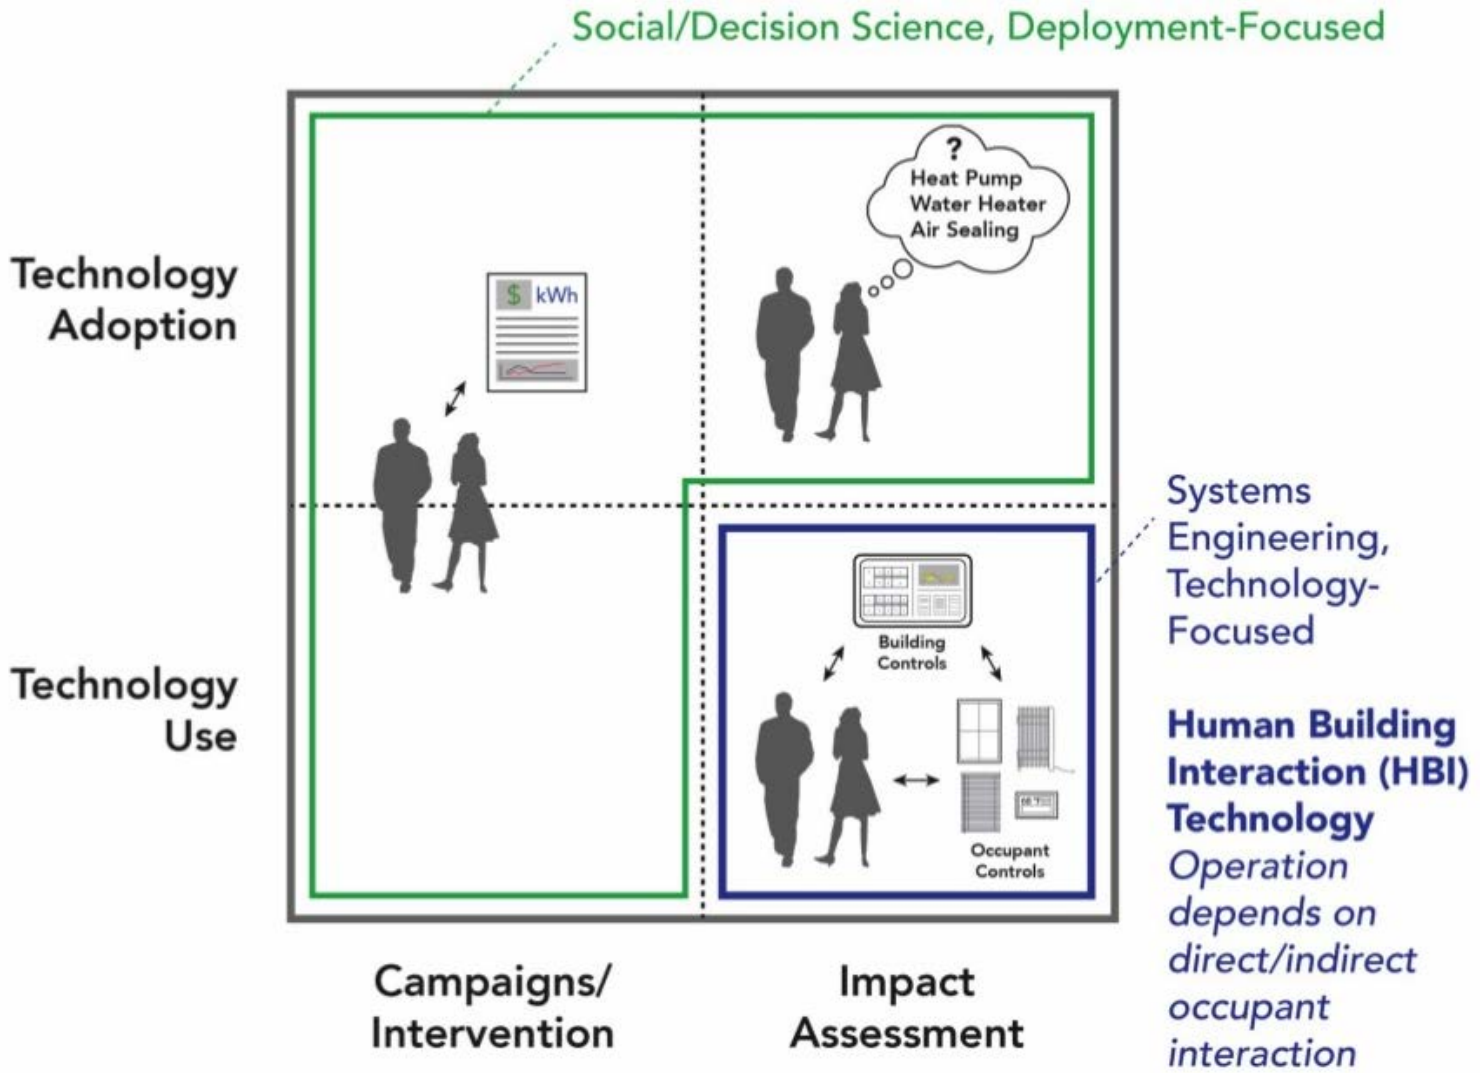 Social/Decision Science, Deployment-Focused
?
Heat Pump
Water Heater
Air Sealing
Technology
Adoption
$ kWh
Systems
Engineering,
Technology-
Focused
Building
Controls
Technology
Use
Human Building
Interaction (HBI)
Technology
Operation
depends on
direct/indirect
occupant
interaction
Occupant
Controls
Campaigns/
Intervention
Impact
Assessment